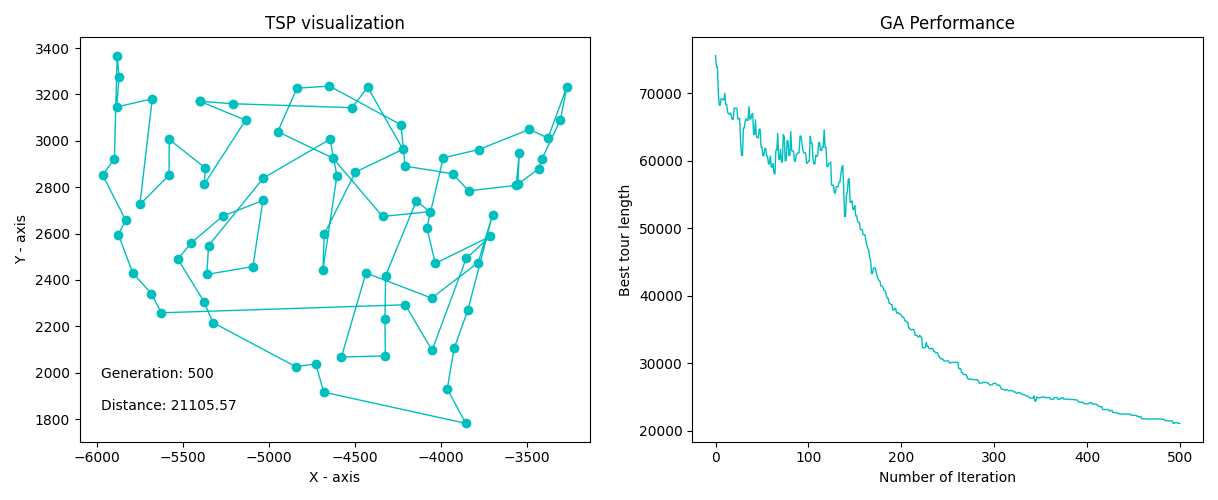 TSP visualization
3400
3200
3000
2800
2600
2400
2200
2000
1800
Y - axis
Generation: 500
Distance: 21105.57
−6000 −5500 −5000 −4500 −4000 −3500
X - axis
GA Performance
70000
60000
50000
40000
30000
20000
Best tour length
0 100 200 300 400 500
Number of Iteration